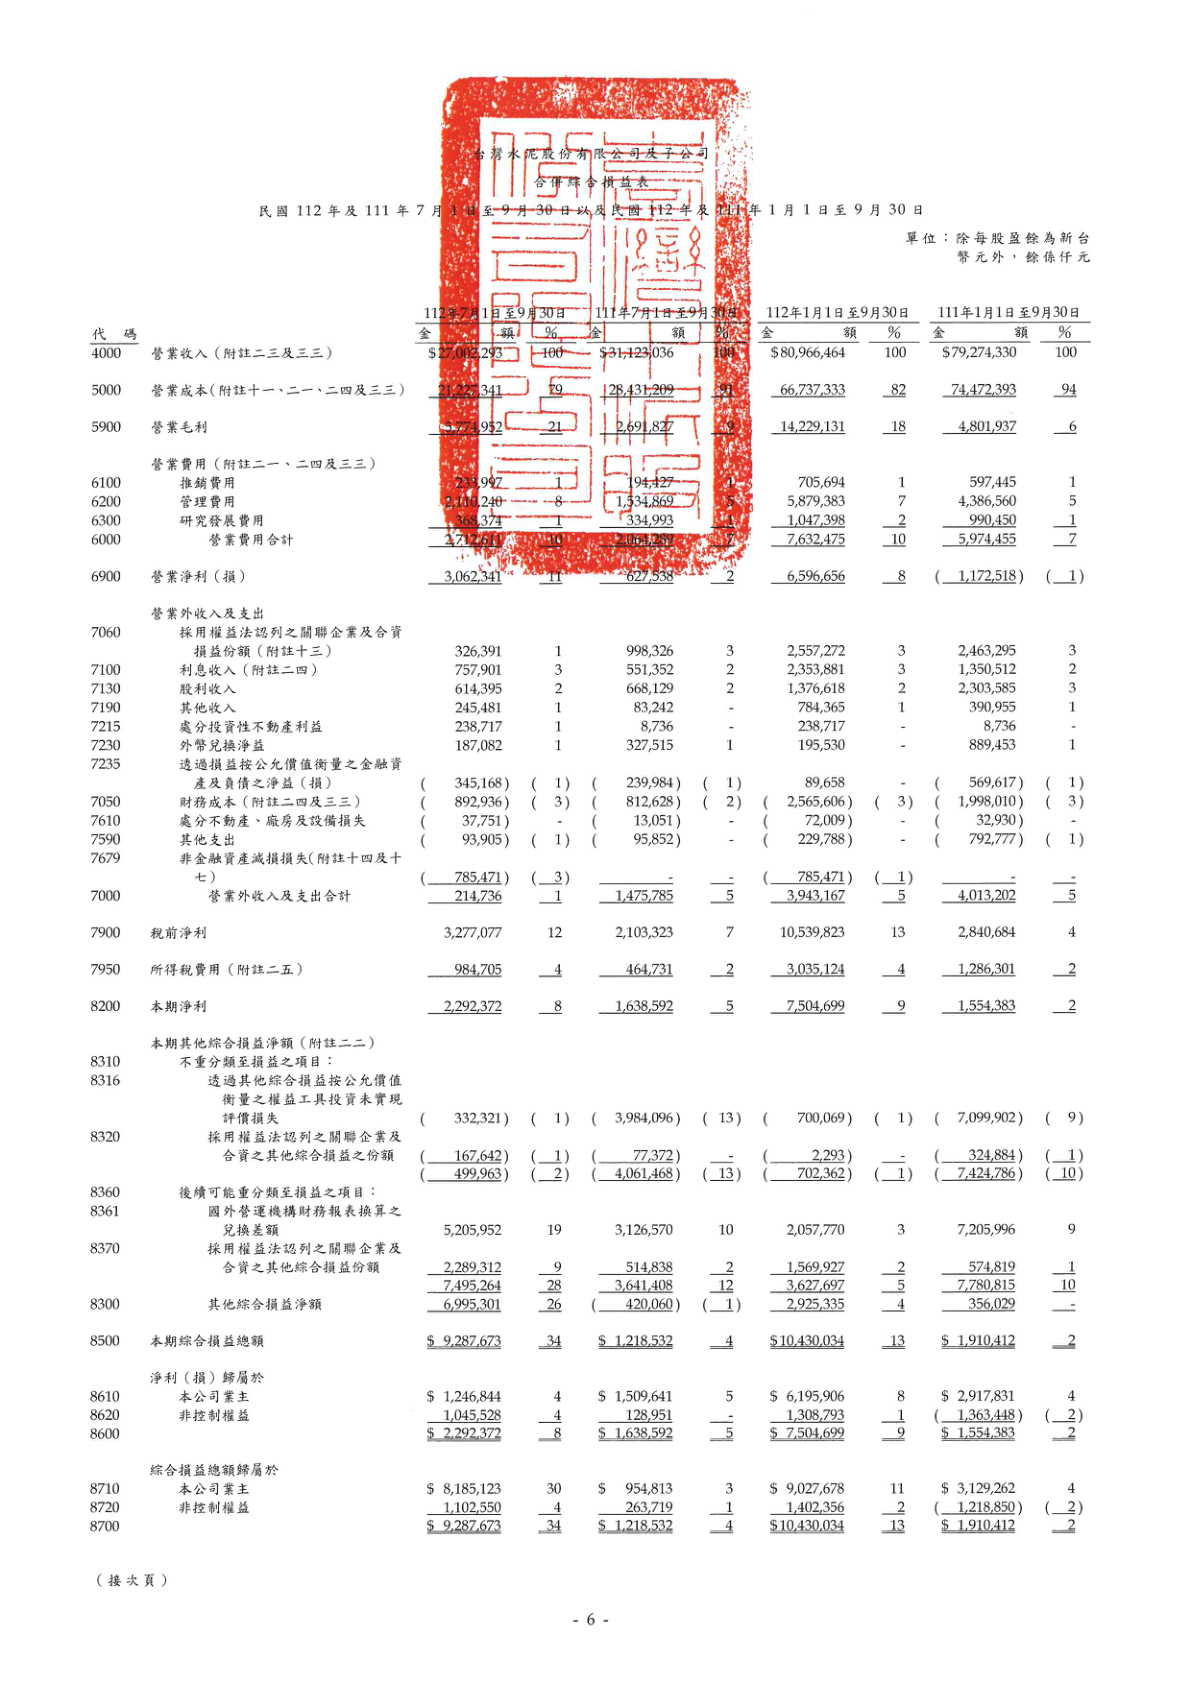 台灣水泥股份有限公司及子公司
合併綜合損益表
民國 112 年及 111 年 7 月 1 日至 9 月 30 日以及民國 112 年及 111 年 1 月 1 日至 9 月 30 日
單位：除每股盈餘為新台
幣元外，餘係仟元
112年7月1日至9月30日 111年7月1日至9月30日 112年1月1日至9月30日 111年1月1日至9月30日
代 碼 金 額 % 金 額 % 金 額 % 金 額 %
4000 營業收入（附註二三及三三） $27,002,293 100 $31,123,036 100 $80,966,464 100 $79,274,330 100
5000 營業成本（附註十一、二一、二四及三三） 21,227,341 79 28,431,209 91 66,737,333 82 74,472,393 94
5900 營業毛利 5,774,952 21 2,691,827 9 14,229,131 18 4,801,937 6
營業費用（附註二一、二四及三三）
6100 推銷費用 233,997 1 194,427 1 705,694 1 597,445 1
6200 管理費用 2,110,240 8 1,534,869 5 5,879,383 7 4,386,560 5
6300 研究發展費用 368,374 1 334,993 1 1,047,398 2 990,450 1
6000 營業費用合計 2,712,611 10 2,064,289 7 7,632,475 10 5,974,455 7
6900 營業淨利（損） 3,062,341 11 627,538 2 6,596,656 8 ( 1,172,518) ( 1)
營業外收入及支出
7060 採用權益法認列之關聯企業及合資
損益份額（附註十三） 326,391 1 998,326 3 2,557,272 3 2,463,295 3
7100 利息收入（附註二四） 757,901 3 551,352 2 2,353,881 3 1,350,512 2
7130 股利收入 614,395 2 668,129 2 1,376,618 2 2,303,585 3
7190 其他收入 245,481 1 83,242 - 784,365 1 390,955 1
7215 處分投資性不動產利益 238,717 1 8,736 - 238,717 - 8,736 -
7230 外幣兌換淨益 187,082 1 327,515 1 195,530 - 889,453 1
7235 透過損益按公允價值衡量之金融資
產及負債之淨益（損） ( 345,168) ( 1) ( 239,984) ( 1) 89,658 - ( 569,617) ( 1)
7050 財務成本（附註二四及三三） ( 892,936) ( 3) ( 812,628) ( 2) ( 2,565,606) ( 3) ( 1,998,010) ( 3)
7610 處分不動產、廠房及設備損失 ( 37,751) - ( 13,051) - ( 72,009) - ( 32,930) -
7590 其他支出 ( 93,905) ( 1) ( 95,852) - ( 229,788) - ( 792,777) ( 1)
7679 非金融資產減損損失（附註十四及十
七） ( 785,471) ( 3) - - ( 785,471) ( 1) - -
7000 營業外收入及支出合計 214,736 1 1,475,785 5 3,943,167 5 4,013,202 5
7900 稅前淨利 3,277,077 12 2,103,323 7 10,539,823 13 2,840,684 4
7950 所得稅費用（附註二五） 984,705 4 464,731 2 3,035,124 4 1,286,301 2
8200 本期淨利 2,292,372 8 1,638,592 5 7,504,699 9 1,554,383 2
本期其他綜合損益淨額（附註二二）
8310 不重分類至損益之項目：
8316 透過其他綜合損益按公允價值
衡量之權益工具投資未實現
評價損失 ( 332,321) ( 1) ( 3,984,096) ( 13) ( 700,069) ( 1) ( 7,099,902) ( 9)
8320 採用權益法認列之關聯企業及
合資之其他綜合損益之份額 ( 167,642) ( 1) ( 77,372) - ( 2,293) - ( 324,884) ( 1)
( 499,963) ( 2) ( 4,061,468) ( 13) ( 702,362) ( 1) ( 7,424,786) ( 10)
8360 後續可能重分類至損益之項目：
8361 國外營運機構財務報表換算之
兌換差額 5,205,952 19 3,126,570 10 2,057,770 3 7,205,996 9
8370 採用權益法認列之關聯企業及
合資之其他綜合損益份額 2,289,312 9 514,838 2 1,569,927 2 574,819 1
7,495,264 28 3,641,408 12 3,627,697 5 7,780,815 10
8300 其他綜合損益淨額 6,995,301 26 ( 420,060) ( 1) 2,925,335 4 356,029 -
8500 本期綜合損益總額 $ 9,287,673 34 $ 1,218,532 4 $10,430,034 13 $ 1,910,412 2
淨利（損）歸屬於
8610 本公司業主 $ 1,246,844 4 $ 1,509,641 5 $ 6,195,906 8 $ 2,917,831 4
8620 非控制權益 1,045,528 4 128,951 - 1,308,793 1 ( 1,363,448) ( 2)
8600 $ 2,292,372 8 $ 1,638,592 5 $ 7,504,699 9 $ 1,554,383 2
綜合損益總額歸屬於
8710 本公司業主 $ 8,185,123 30 $ 954,813 3 $ 9,027,678 11 $ 3,129,262 4
8720 非控制權益 1,102,550 4 263,719 1 1,402,356 2 ( 1,218,850) ( 2)
8700 $ 9,287,673 34 $ 1,218,532 4 $10,430,034 13 $ 1,910,412 2
（接次頁）
- 6 -